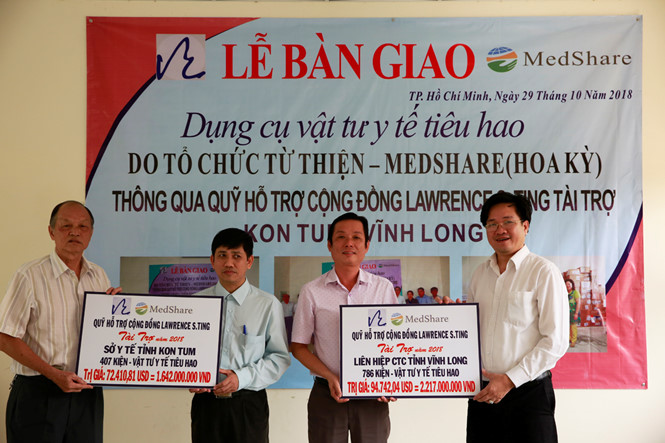 LỄ BÀN GIAO
MedShare
TP. Hồ Chí Minh, Ngày 29 Tháng 10 Năm 2018
Dụng cụ vật tư y tế tiêu hao
DO TỔ CHỨC TỪ THIỆN – MEDSHARE(HOA KỲ)
THÔNG QUA QUỸ HỖ TRỢ CỘNG ĐỒNG LAWRENCE S.TING TÀI TRỢ
KON TUM VĨNH LONG
LỄ BÀN GIAO
MedShare
QUỸ HỖ TRỢ CỘNG ĐỒNG LAWRENCE S.TING
Tài Trợ năm 2018
SỞ Y TẾ TỈNH KON TUM
407 KIỆN - VẬT TƯ Y TẾ TIÊU HAO
TRỊ GIÁ: 72.410,81 USD = 1.642.000.000 VND
MedShare
QUỸ HỖ TRỢ CỘNG ĐỒNG LAWRENCE S.TING
Tài Trợ năm 2018
LIÊN HIỆP CTC TỈNH VĨNH LONG
786 KIỆN - VẬT TƯ Y TẾ TIÊU HAO
TRỊ GIÁ: 94.742,04 USD = 2.217.000.000 VND